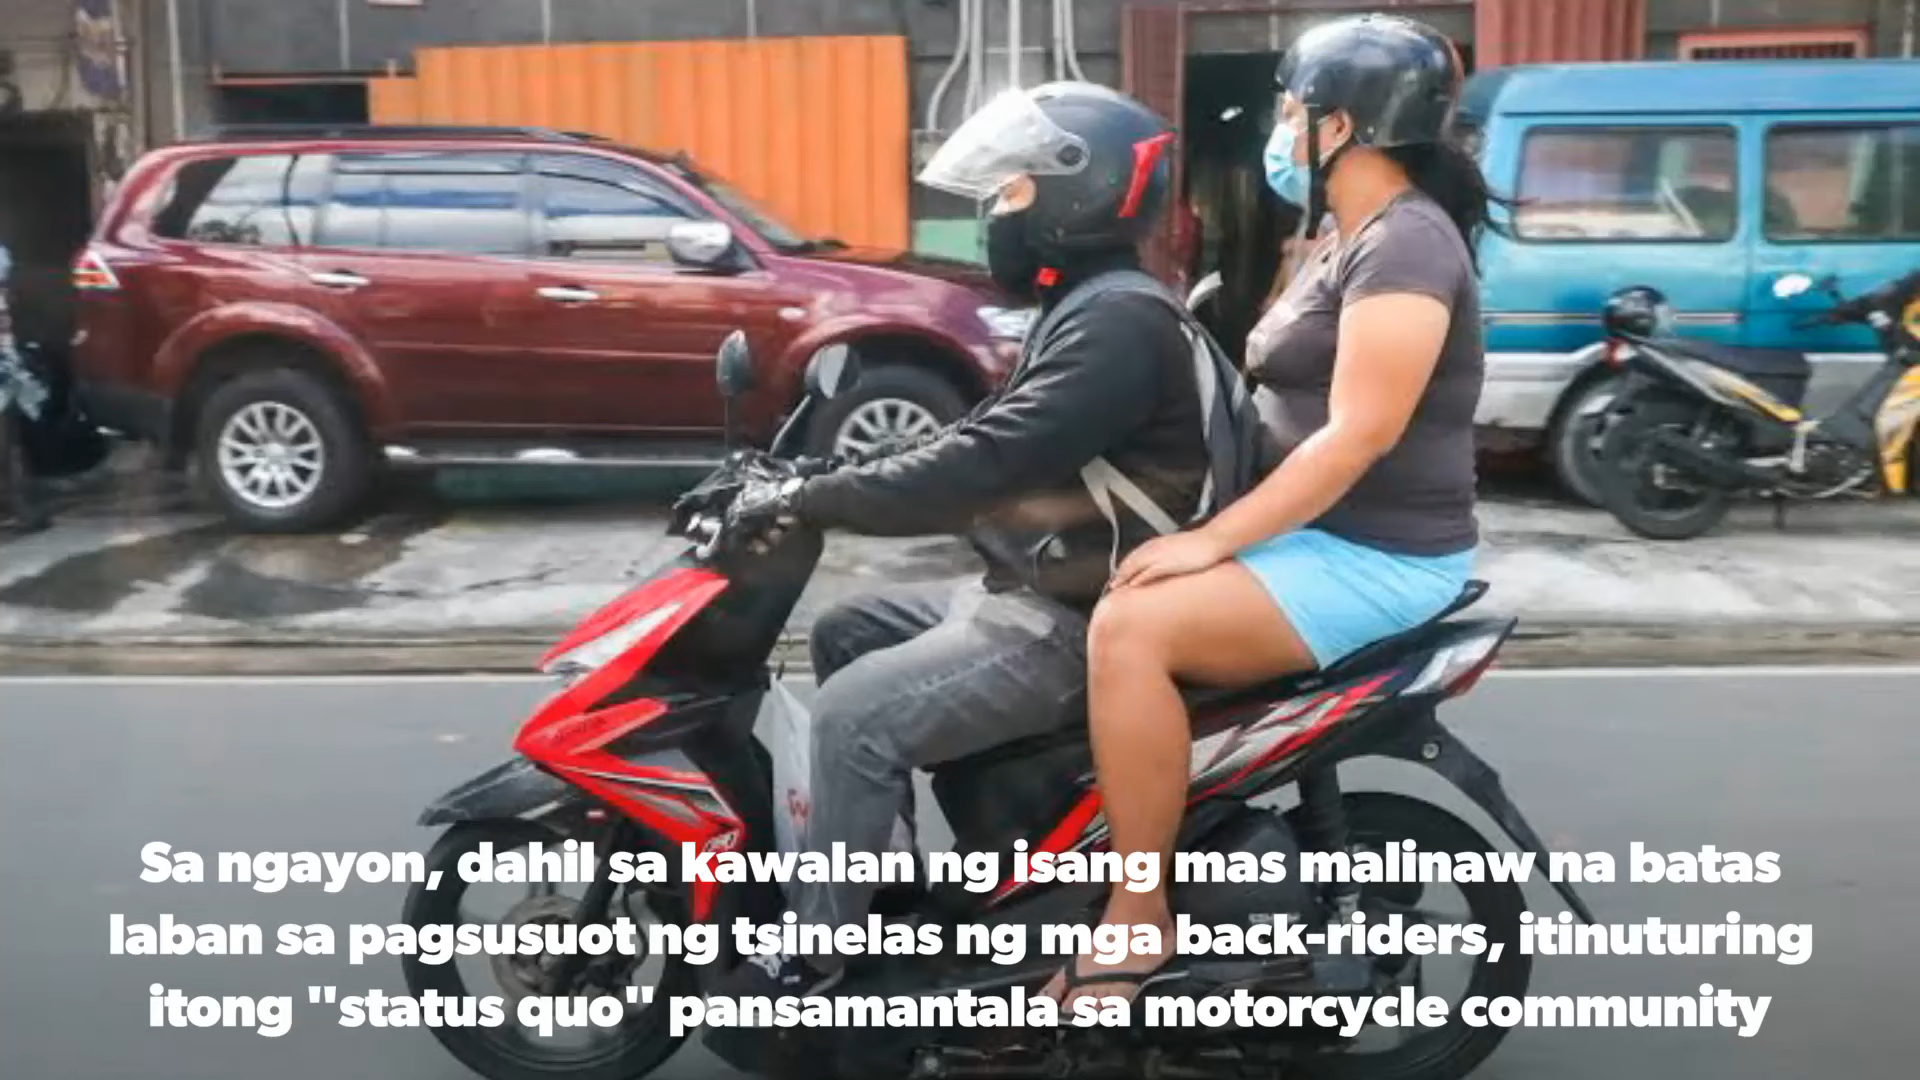 Sa ngayon, dahil sa kawalan ng isang mas malinaw na batas
laban sa pagsusuot ng tsinelas ng mga back-riders, itinuturing
itong "status quo" pansamantala sa motorcycle community